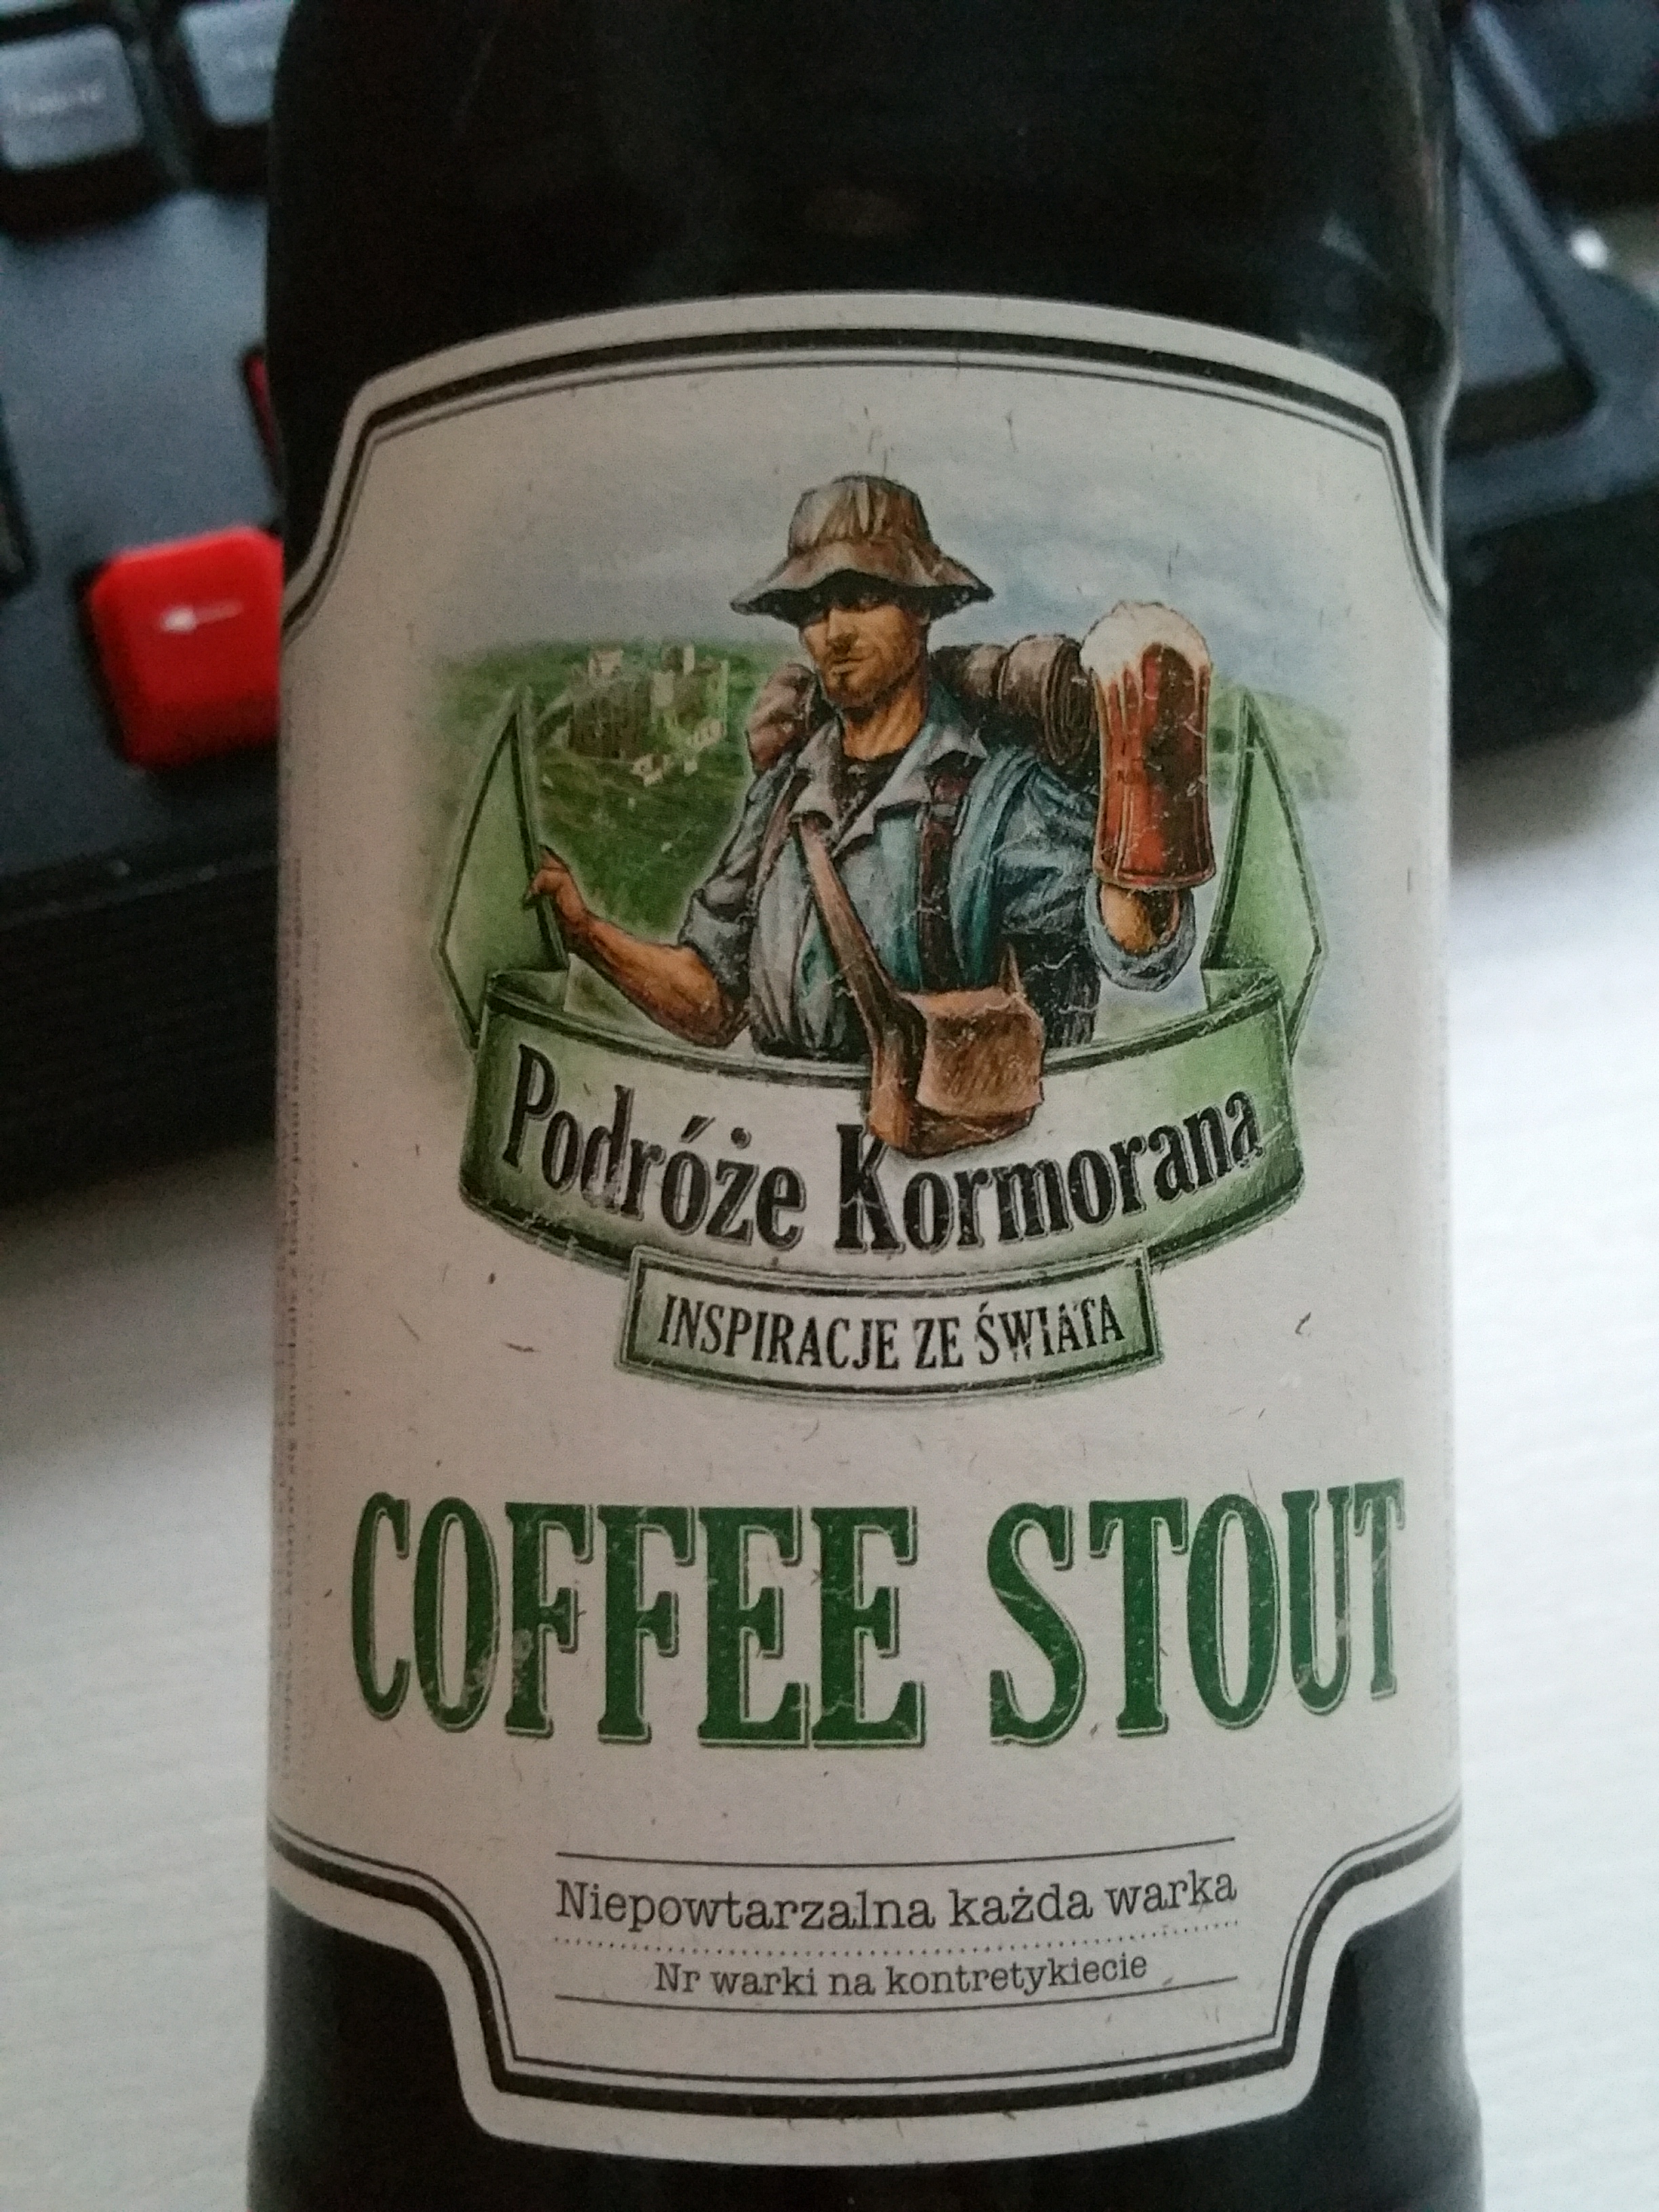 Podróże Kormorana
INSPIRACJE ZE ŚWIATA
COFFEE STOUT
Niepowtarzalna każda warka
Nr warki na kontretykiecie